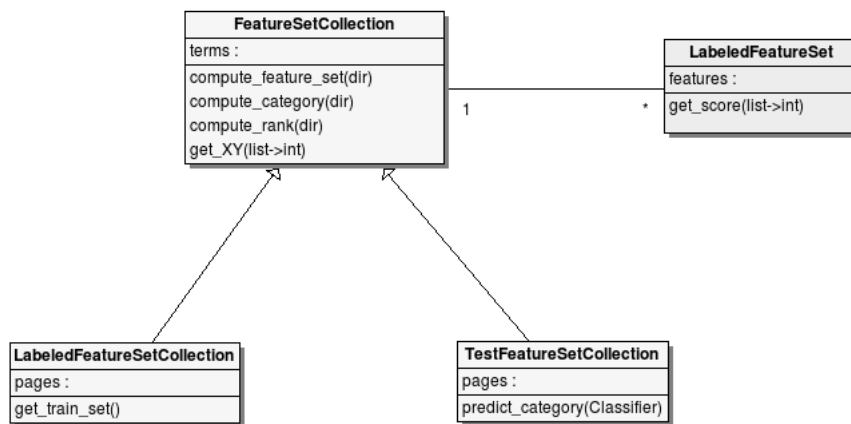 FeatureSetCollection
terms :
compute_feature_set(dir)
compute_category(dir)
compute_rank(dir)
get_XY(list->int)
LabeledFeatureSet
features :
get_score(list->int)
1
*
LabeledFeatureSetCollection
pages :
get_train_set()
TestFeatureSetCollection
pages :
predict_category(Classifier)